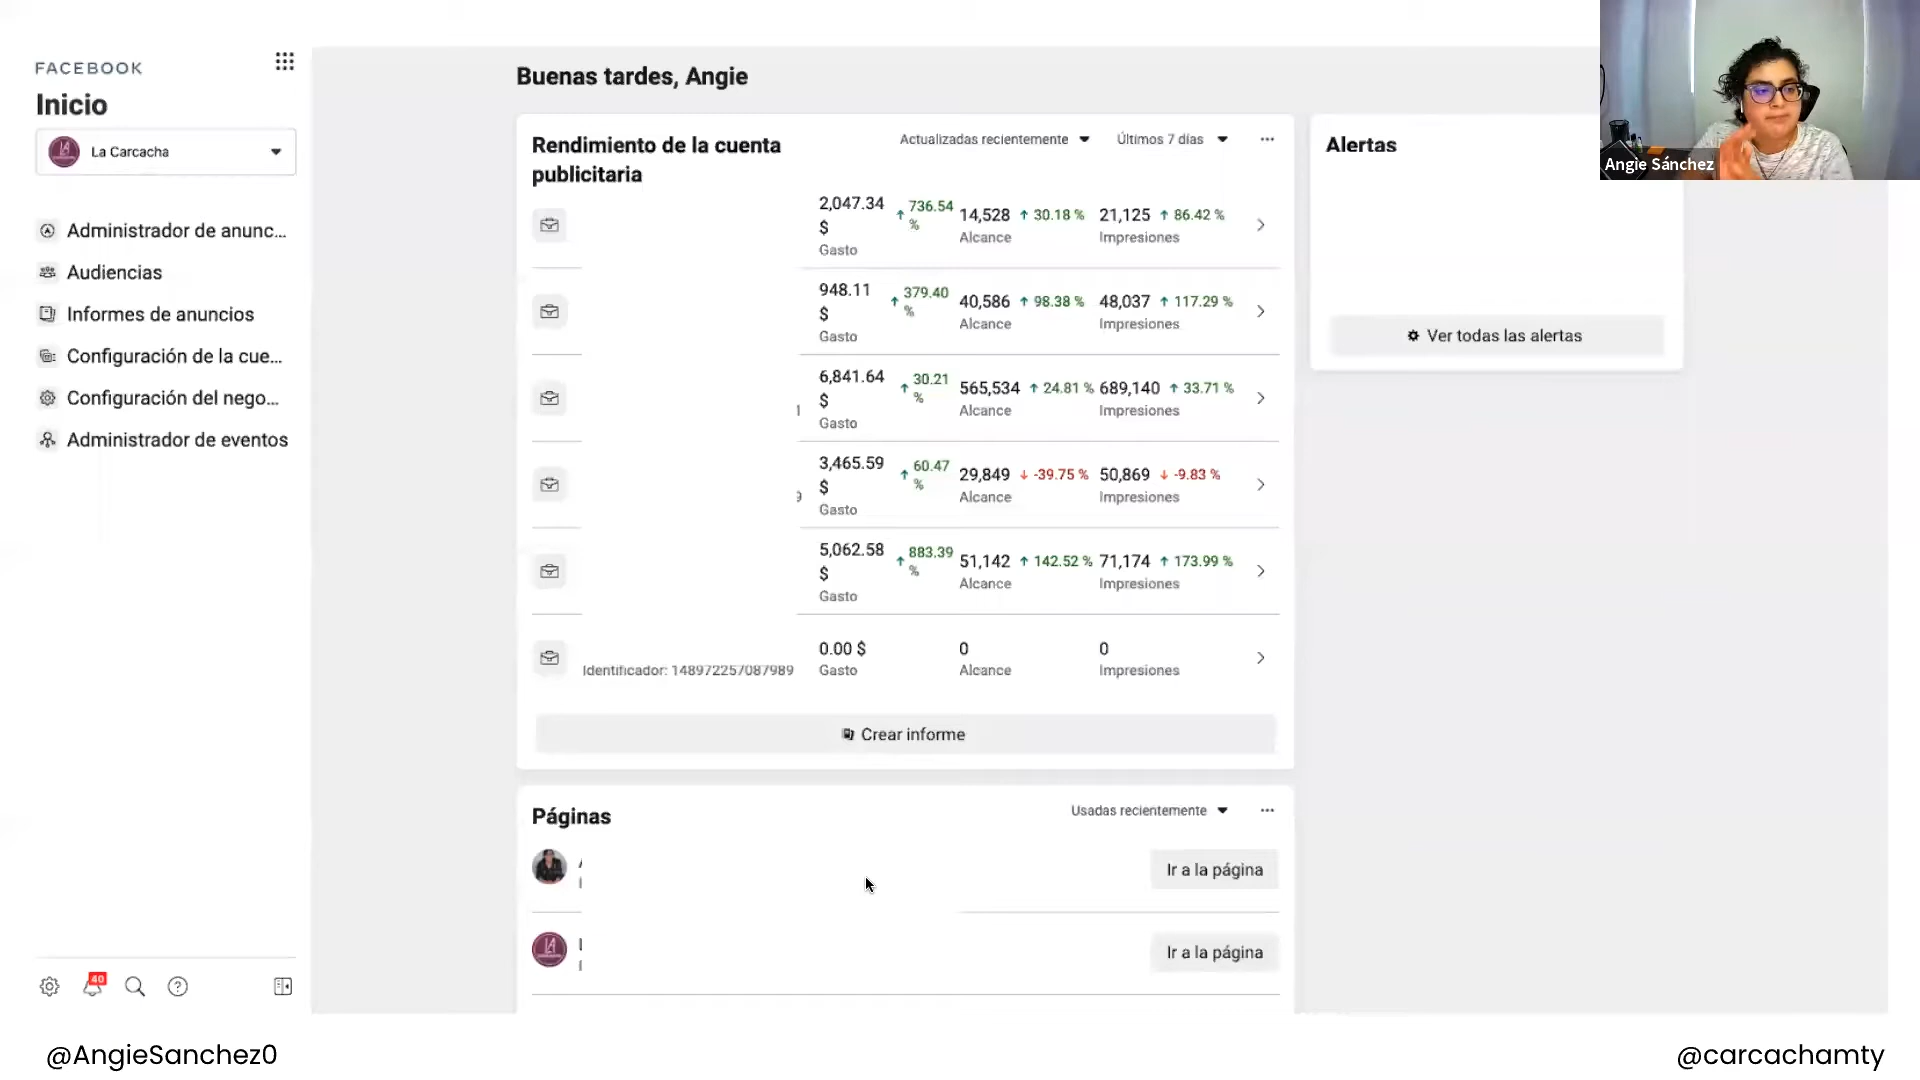 FACEBOOK
Inicio
La Carcacha
Administrador de anunc...
Audiencias
Informes de anuncios
Configuración de la cue...
Configuración del nego...
Administrador de eventos
40
Buenas tardes, Angie
Rendimiento de la cuenta
publicitaria
Actualizadas recientemente
Últimos 7 días
2,047.34
$
Gasto
736.54
%
14,528 30.18 %
Alcance
21,125 86.42 %
Impresiones
948.11
$
Gasto
379.40
%
40,586 98.38 %
Alcance
48,037 117.29 %
Impresiones
6,841.64
$
Gasto
30.21
%
565,534 24.81 %
Alcance
689,140 33.71 %
Impresiones
3,465.59
$
Gasto
60.47
%
29,849 -39.75 %
Alcance
50,869 -9.83 %
Impresiones
5,062.58
$
Gasto
883.39
%
51,142 142.52 %
Alcance
71,174 173.99 %
Impresiones
Identificador: 148972257087989
0.00 $
Gasto
0
Alcance
0
Impresiones
Crear informe
Páginas
Usadas recientemente
Ir a la página
Ir a la página
Alertas
Ver todas las alertas
Angie Sánchez
@AngieSanchez0
@carcachamty